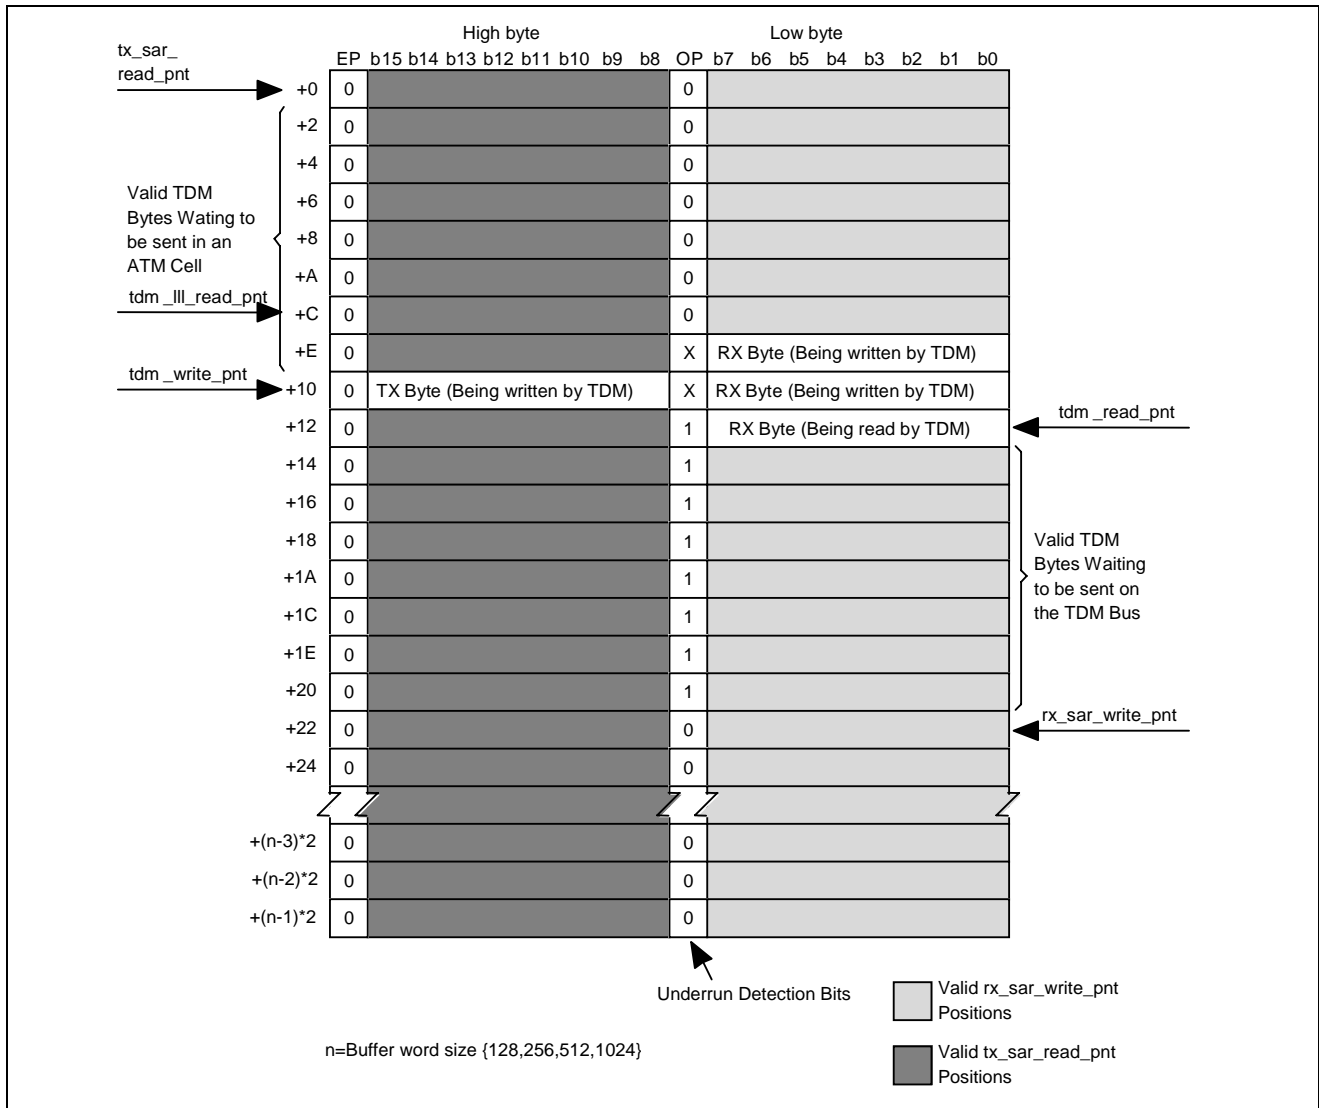 High byte Low byte
tx_sar_
read_pnt
EP b15 b14 b13 b12 b11 b10 b9 b8 OP b7 b6 b5 b4 b3 b2 b1 b0
+0 0 0
+2 0 0
+4 0 0
+6 0 0
+8 0 0
+A 0 0
Valid TDM
Bytes Wating to
be sent in an
ATM Cell
tdm _lll_read_pnt
+C 0 0
+E 0 X RX Byte (Being written by TDM)
tdm _write_pnt
+10 0 TX Byte (Being written by TDM) X RX Byte (Being written by TDM)
+12 0 1 RX Byte (Being read by TDM)
tdm _read_pnt
+14 0 1
+16 0 1
+18 0 1
+1A 0 1
+1C 0 1
+1E 0 1
+20 0 1
Valid TDM
Bytes Waiting
to be sent on
the TDM Bus
+22 0 0
rx_sar_write_pnt
+24 0 0
+(n-3)*2 0 0
+(n-2)*2 0 0
+(n-1)*2 0 0
Underrun Detection Bits
Valid rx_sar_write_pnt
Positions
n=Buffer word size {128,256,512,1024}
Valid tx_sar_read_pnt
Positions